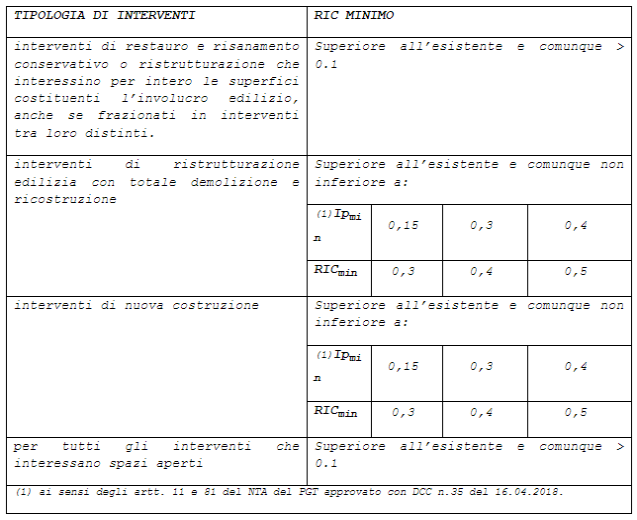 TIPOLOGIA DI INTERVENTI
RIC MINIMO
interventi di restauro e risanamento
conservativo o ristrutturazione che
interessino per intero le superfici
costituenti l'involucro edilizio,
anche se frazionati in interventi
tra loro distinti.
Superiore all'esistente e comunque >
0.1
interventi di ristrutturazione
edilizia con totale demolizione e
ricostruzione
Superiore all'esistente e comunque non
inferiore a:
(1)Ipmi
n
0,15
0,3
0,4
RICmin
0,3
0,4
0,5
interventi di nuova costruzione
Superiore all'esistente e comunque non
inferiore a:
(1)Ipmi
n
0,15
0,3
0,4
RICmin
0,3
0,4
0,5
per tutti gli interventi che
interessano spazi aperti
Superiore all'esistente e comunque >
0.1
(1) ai sensi degli artt. 11 e 81 del NTA del PGT approvato con DCC n.35 del 16.04.2018.